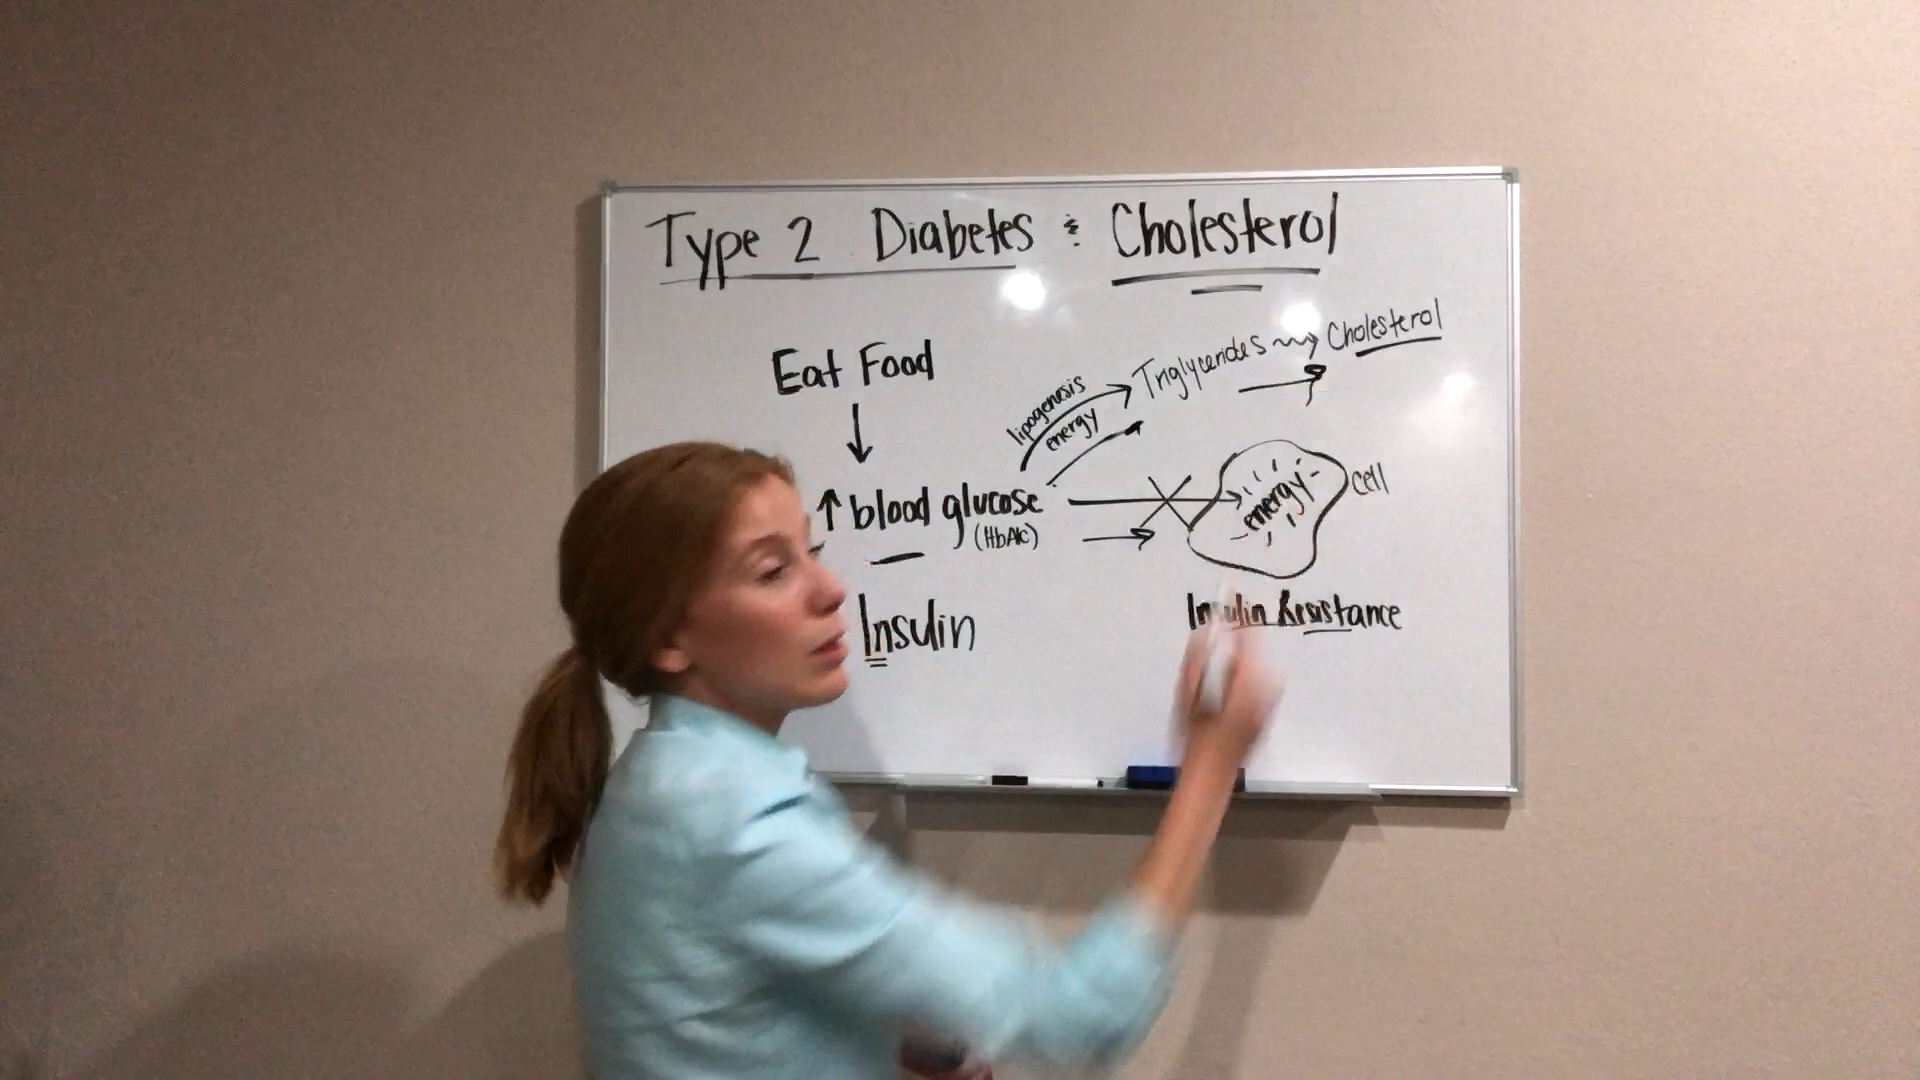 Type 2 Diabetes & Cholesterol
Eat Food
lipogenesis
energy
Triglycerides
Cholesterol
↑ blood glucose
(HbA1c)
energy
cell
Insulin
Insulin Resistance